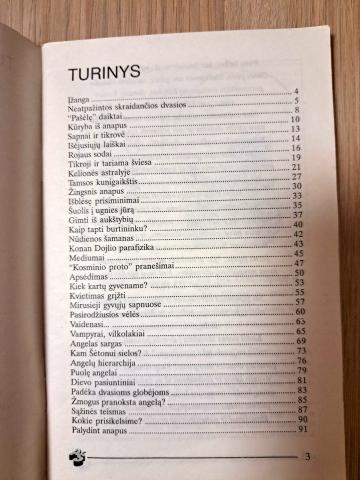 TURINYS
Įžanga 4
Neatpažintos skraidančios dvasios 5
"Pašėlę" daiktai 8
Kūryba iš anapus 10
Sapnai ir tikrovė 13
Išėjusiųjų laiškai 14
Rojaus sodai 16
Tikroji ir tariama šviesa 19
Kelionės astralyje 21
Tamsos kunigaikštis 27
Žingsnis anapus 30
Išblėsę prisiminimai 33
Šuolis į ugnies jūrą 35
Gimti iš aukštybių 37
Kaip tapti burtininku? 40
Nūdienos šamanas 42
Konan Dojlio parafizika 43
Mediumai 45
"Kosminio proto" pranešimai 47
Apsėdimas 50
Kiek kartų gyvename? 53
Kvietimas grįžti 55
Mirusieji gyvųjų sapnuose 57
Pasirodžiusios vėlės 60
Vaidenasi... 63
Vampyrai, vilkolakiai 65
Angelas sargas 69
Kam Šėtonui sielos? 73
Angelų hierarchija 76
Puolę angelai 79
Dievo pasiuntiniai 81
Padėka dvasioms globėjoms 83
Žmogus pranoksta angelą? 85
Sąžinės teismas 87
Kokie prisikelsime? 90
Palydint anapus 91
3